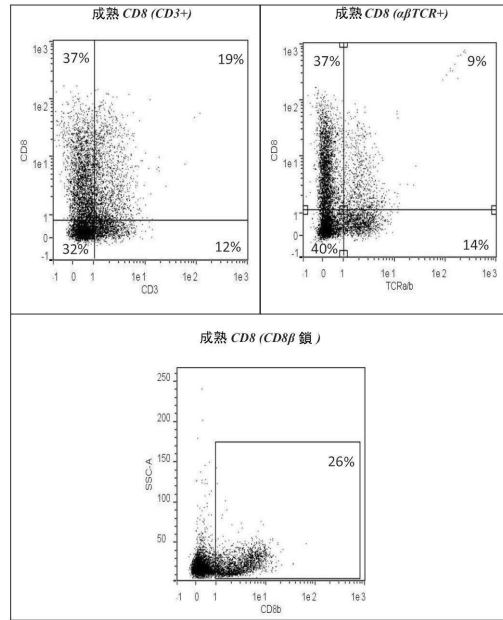 成熟 CD8 (CD3+)
37%
19%
1e3
1e2
1e1
1
0
-1
CD8
32%
12%
-1 0 1 1e1 1e2 1e3
CD3
成熟 CD8 (αβTCR+)
37%
9%
1e3
1e2
1e1
1
0
-1
CD8
40%
14%
-1 0 1 1e1 1e2 1e3
TCRa/b
成熟 CD8 (CD8β 鎖 )
250
200
150
100
50
0
SSC-A
26%
-1 0 1 1e1 1e2 1e3
CD8b